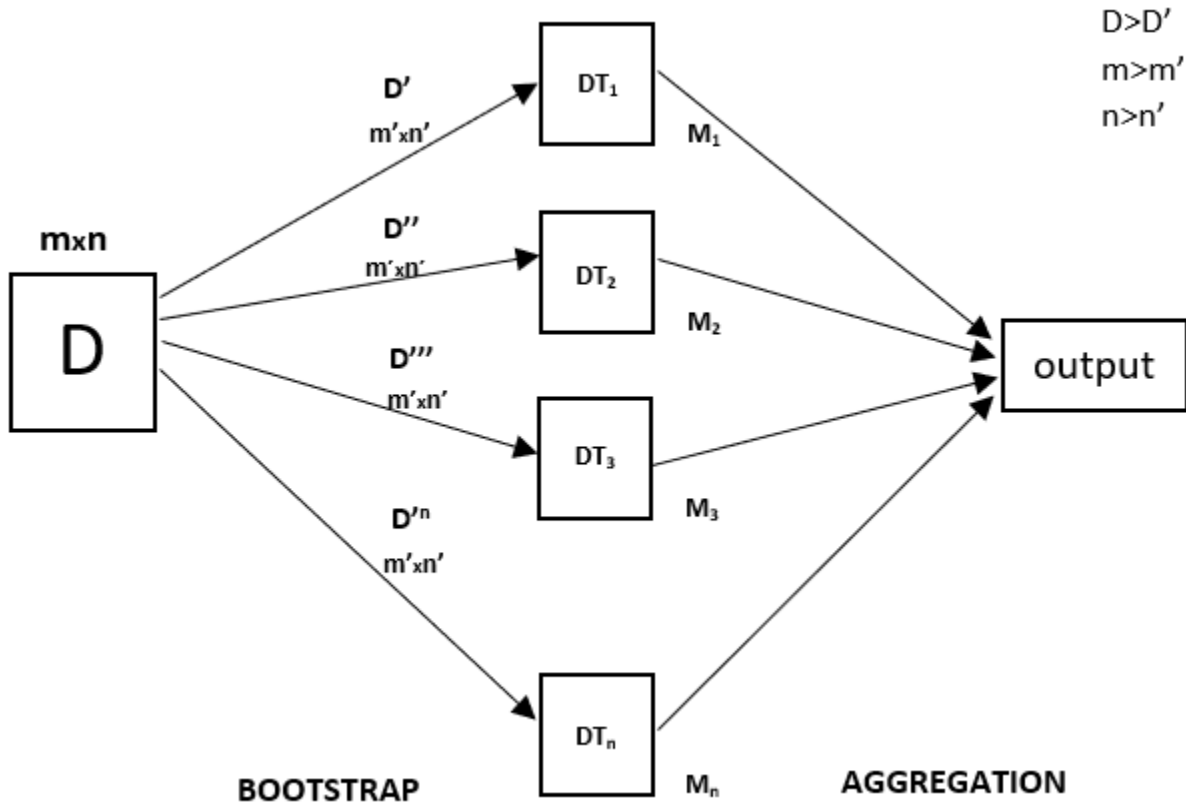 D>D'
m>m'
n>n'
DT₁
D'
m'xn'
M₁
D''
m'xn'
DT₂
mxn
D
M₂
D'''
m'xn'
output
DT₃
M₃
D'ⁿ
m'xn'
DTₙ
BOOTSTRAP
Mₙ
AGGREGATION